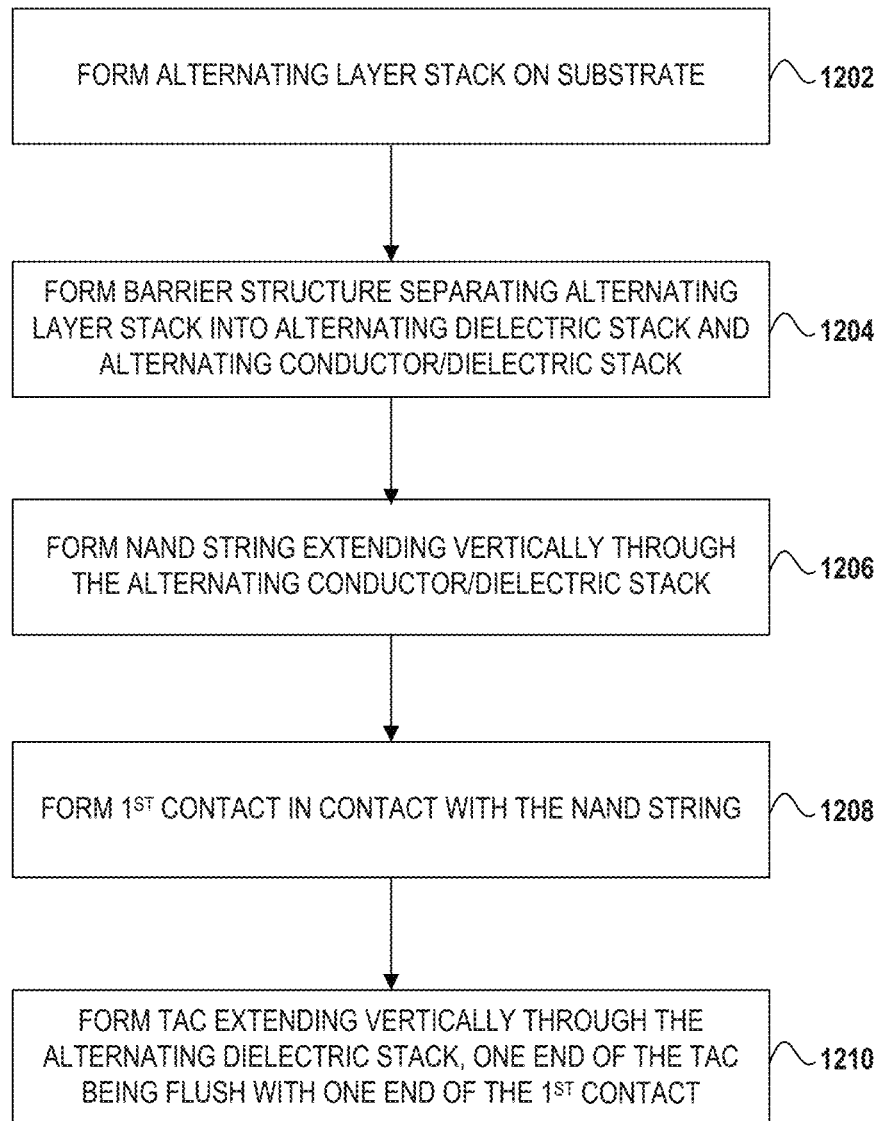 FORM ALTERNATING LAYER STACK ON SUBSTRATE
1202
FORM BARRIER STRUCTURE SEPARATING ALTERNATING
LAYER STACK INTO ALTERNATING DIELECTRIC STACK AND
ALTERNATING CONDUCTOR/DIELECTRIC STACK
1204
FORM NAND STRING EXTENDING VERTICALLY THROUGH
THE ALTERNATING CONDUCTOR/DIELECTRIC STACK
1206
FORM 1ST CONTACT IN CONTACT WITH THE NAND STRING
1208
FORM TAC EXTENDING VERTICALLY THROUGH THE
ALTERNATING DIELECTRIC STACK, ONE END OF THE TAC
BEING FLUSH WITH ONE END OF THE 1ST CONTACT
1210